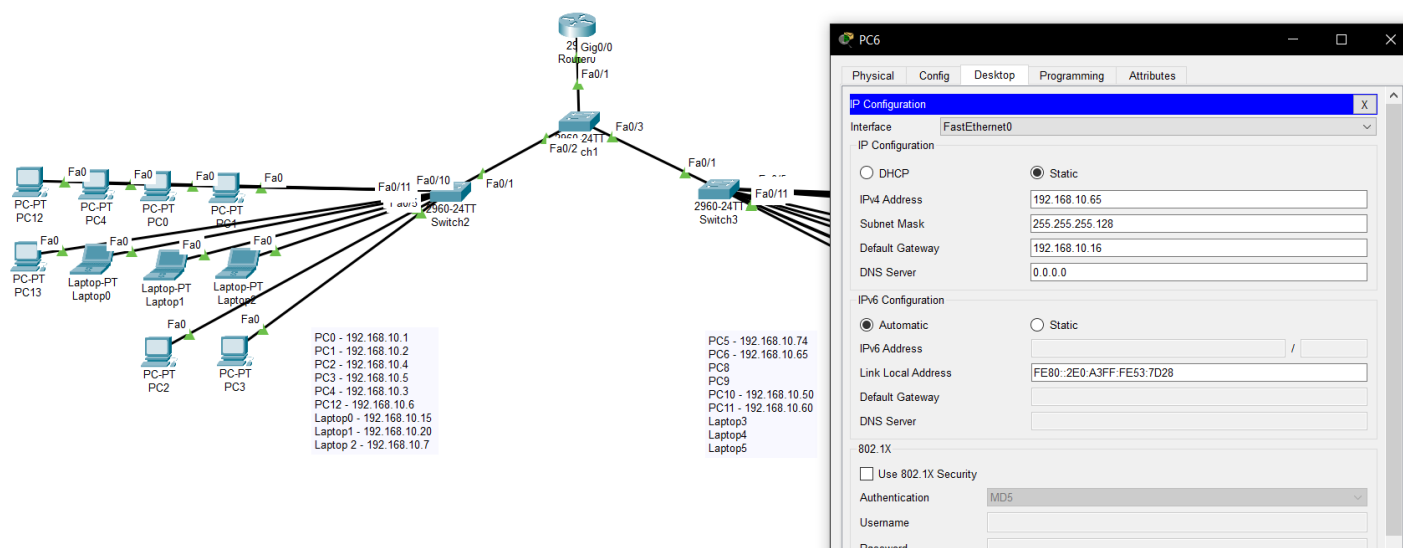 29 Gig0/0
Router0
Fa0/1
2960-24TT
Fa0/3
Fa0/2
Fa0/1
Fa0/11
2960-24TT
Switch3
Fa0/11
Fa0/10
Fa0/1
2960-24TT
Switch2
Fa0
Fa0
Fa0
Fa0
PC-PT
PC12
PC-PT
PC4
PC-PT
PC0
PC-PT
PC1
Fa0
Fa0
Fa0
Fa0
PC-PT
PC13
Laptop-PT
Laptop0
Laptop-PT
Laptop1
Laptop-PT
Laptop2
Fa0
Fa0
PC-PT
PC2
PC-PT
PC3
PC0 - 192.168.10.1
PC1 - 192.168.10.2
PC2 - 192.168.10.4
PC3 - 192.168.10.5
PC4 - 192.168.10.3
PC12 - 192.168.10.6
Laptop0 - 192.168.10.15
Laptop1 - 192.168.10.20
Laptop 2 - 192.168.10.7
PC5 - 192.168.10.74
PC6 - 192.168.10.65
PC8
PC9
PC10 - 192.168.10.50
PC11 - 192.168.10.60
Laptop3
Laptop4
Laptop5
PC6
Physical Config Desktop Programming Attributes
IP Configuration X
Interface FastEthernet0
IP Configuration
DHCP Static
IPv4 Address 192.168.10.65
Subnet Mask 255.255.255.128
Default Gateway 192.168.10.16
DNS Server 0.0.0.0
IPv6 Configuration
Automatic Static
IPv6 Address /
Link Local Address FE80::2E0:A3FF:FE53:7D28
Default Gateway
DNS Server
802.1X
Use 802.1X Security
Authentication MD5
Username
Password